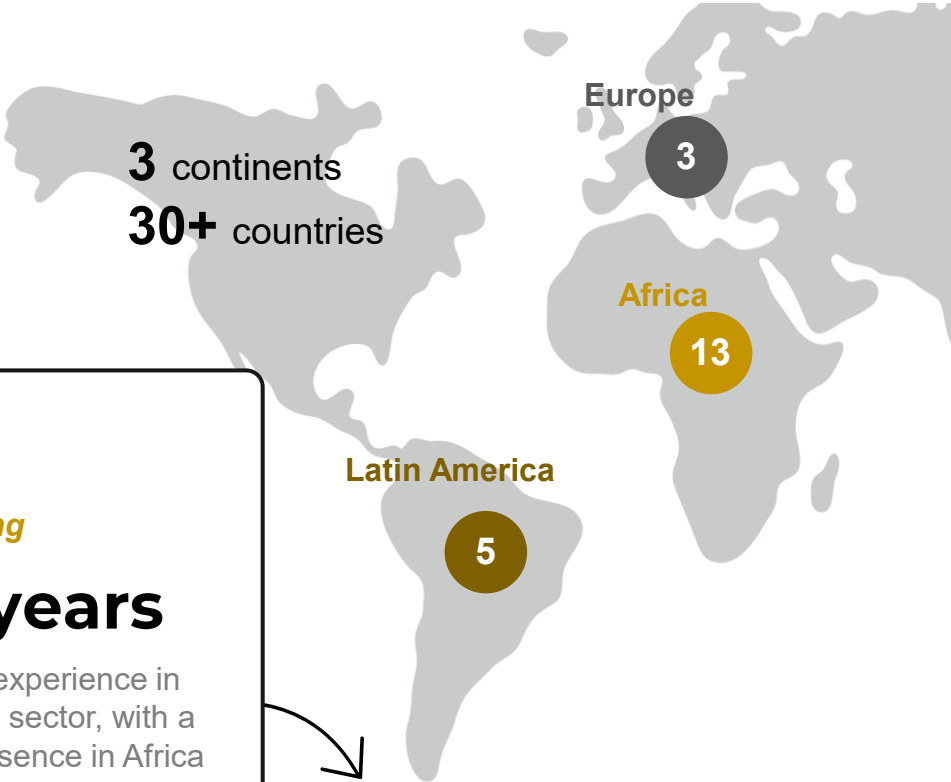 Europe
3
3 continents
30+ countries
Africa
13
Latin America
5
ng
years
experience in
sector, with a
sence in Africa